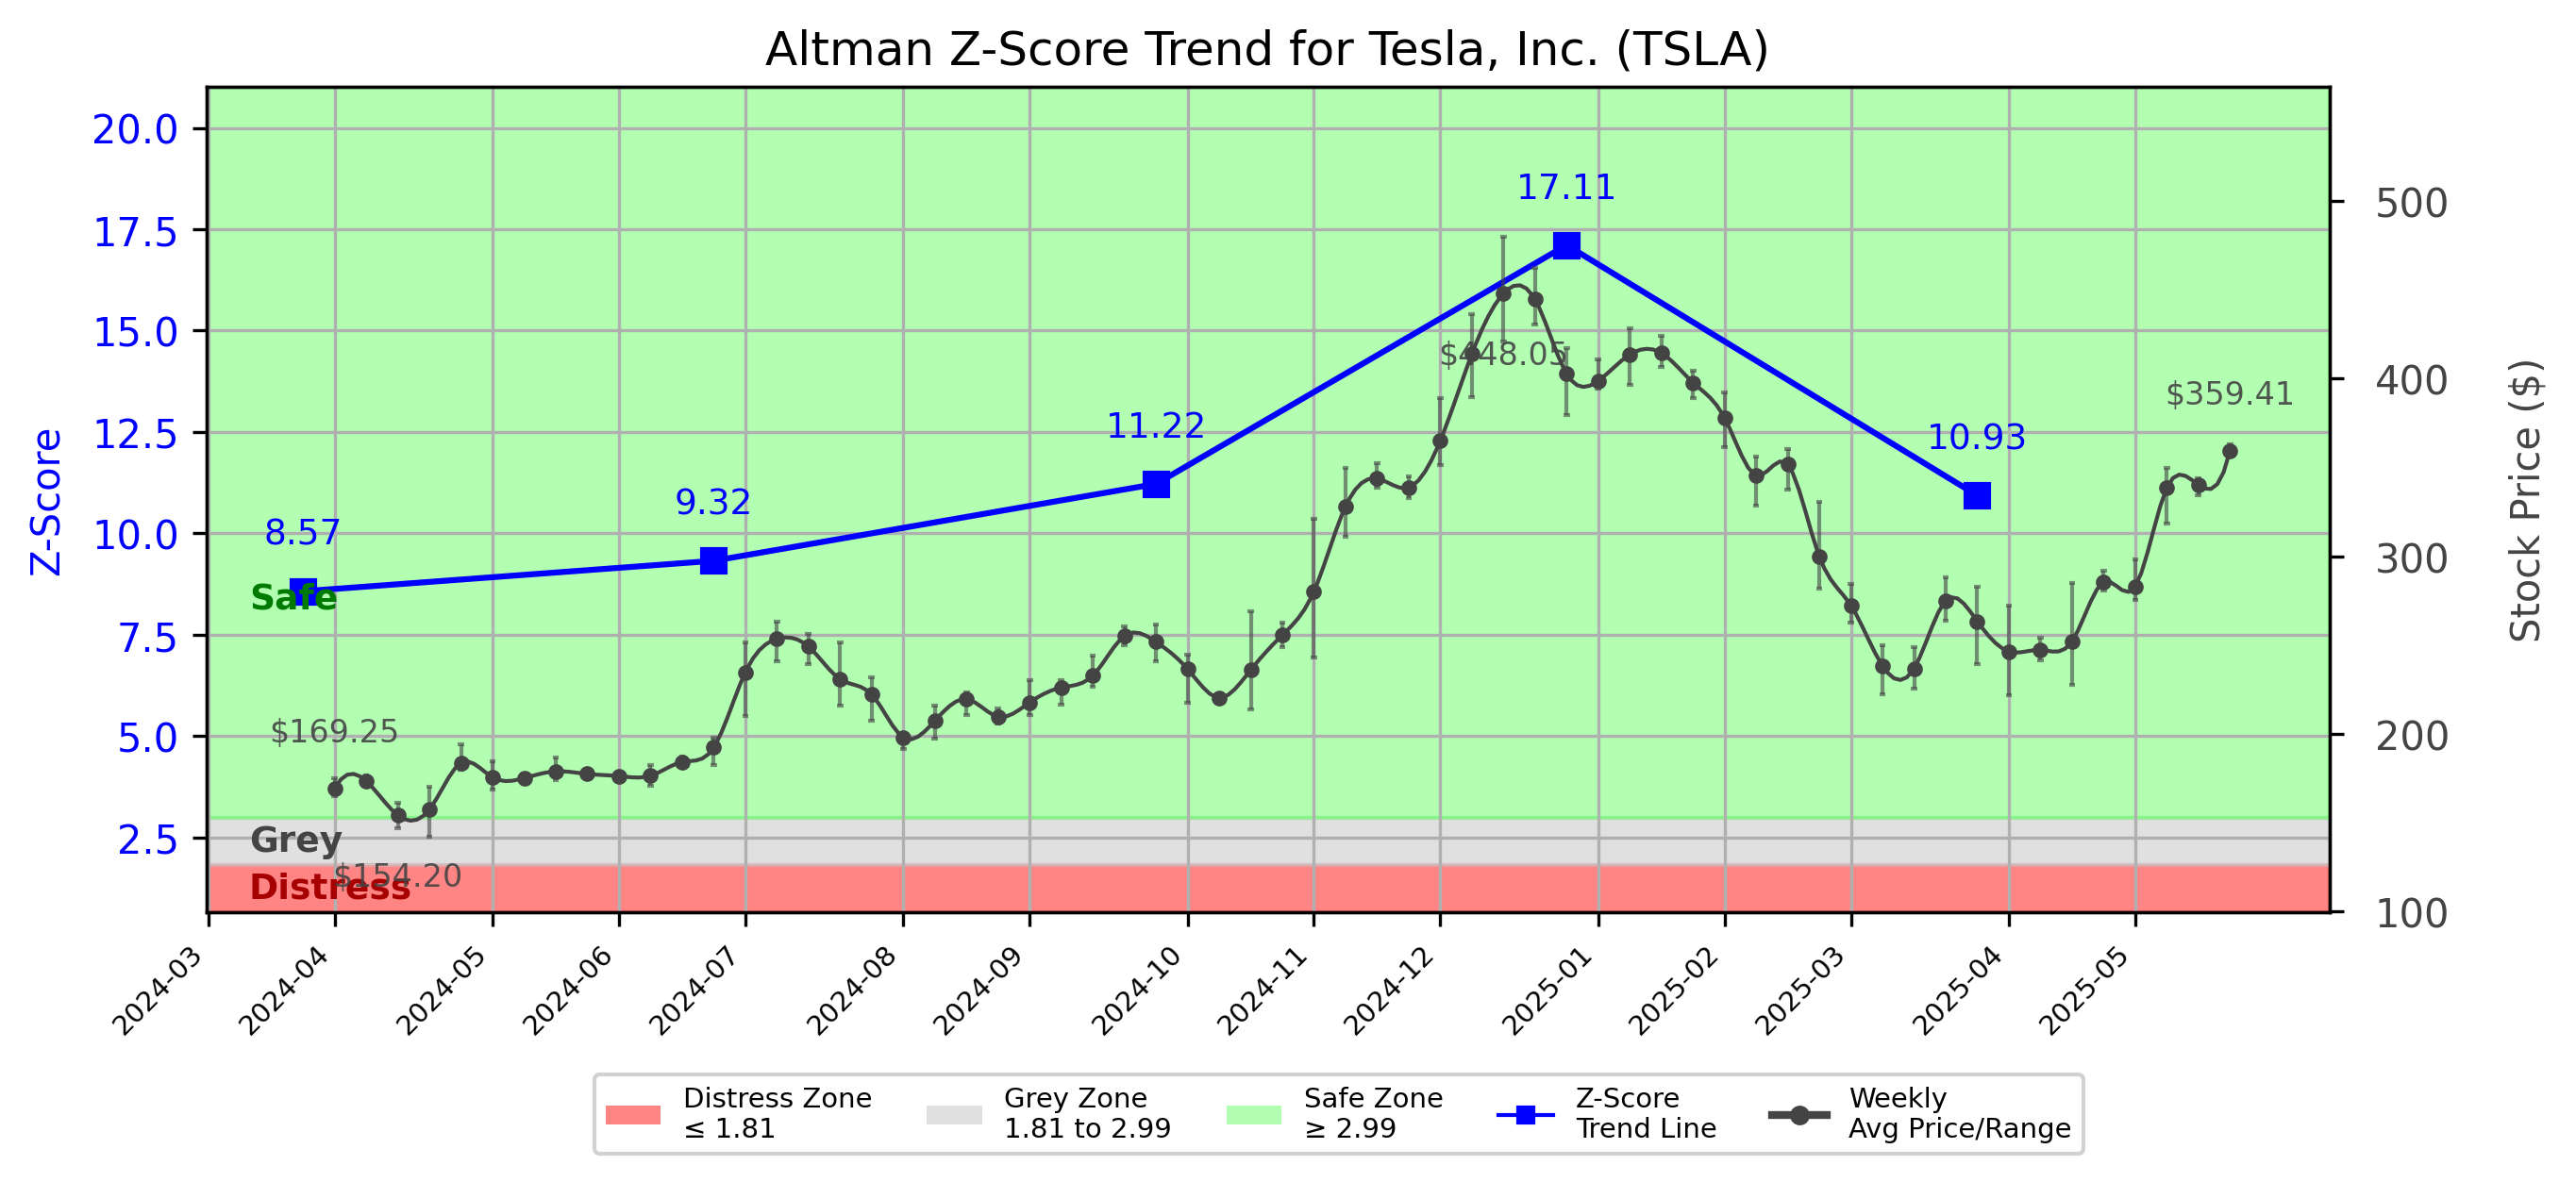 Altman Z-Score Trend for Tesla, Inc. (TSLA)
Z-Score
20.0
17.5
15.0
12.5
10.0
7.5
5.0
2.5
8.57
9.32
11.22
17.11
10.93
Safe
Grey
Distress
$169.25
$154.20
$448.05
$359.41
500
400
300
200
100
Stock Price ($)
2024-03
2024-04
2024-05
2024-06
2024-07
2024-08
2024-09
2024-10
2024-11
2024-12
2025-01
2025-02
2025-03
2025-04
2025-05
Distress Zone
≤ 1.81
Grey Zone
1.81 to 2.99
Safe Zone
≥ 2.99
Z-Score
Trend Line
Weekly
Avg Price/Range